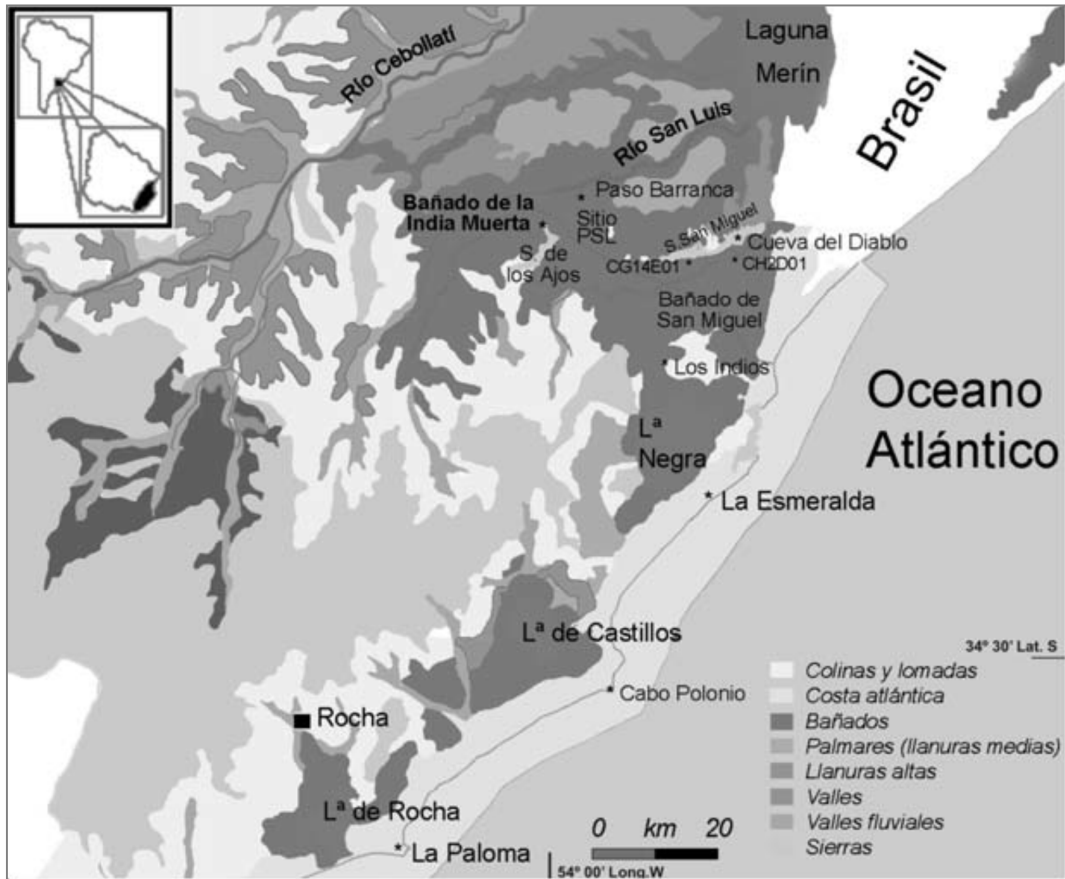 Laguna
Merín
Río Cebollatí
Brasil
Río San Luis
Paso Barranca
Bañado de la
India Muerta
Sitio
PSL
S. San Miguel
Cueva del Diablo
S. de
los Ajos
CG14E01
CH2D01
Bañado de
San Miguel
Los Indios
Oceano
Atlántico
Lª
Negra
La Esmeralda
Lª de Castillos
34º 30' Lat. S
Cabo Polonio
Rocha
Lª de Rocha
La Paloma
0 km 20
54º 00' Long.W
Colinas y lomadas
Costa atlántica
Bañados
Palmares (llanuras medias)
Llanuras altas
Valles
Valles fluviales
Sierras